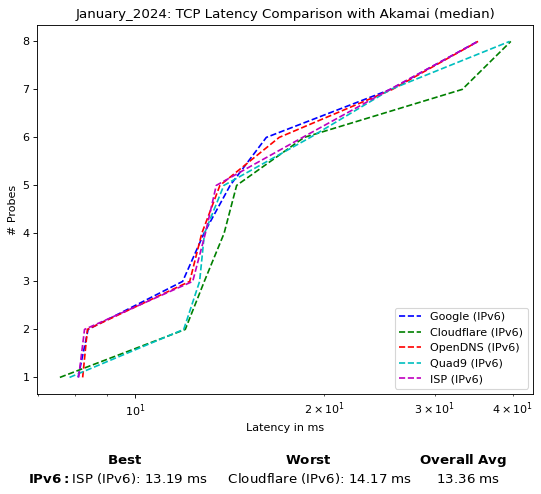 January_2024: TCP Latency Comparison with Akamai (median)
8
7
6
5
4
3
2
1
# Probes
Google (IPv6)
Cloudflare (IPv6)
OpenDNS (IPv6)
Quad9 (IPv6)
ISP (IPv6)
10¹ 2 × 10¹ 3 × 10¹ 4 × 10¹
Latency in ms
Best Worst Overall Avg
IPv6: ISP (IPv6): 13.19 ms Cloudflare (IPv6): 14.17 ms 13.36 ms